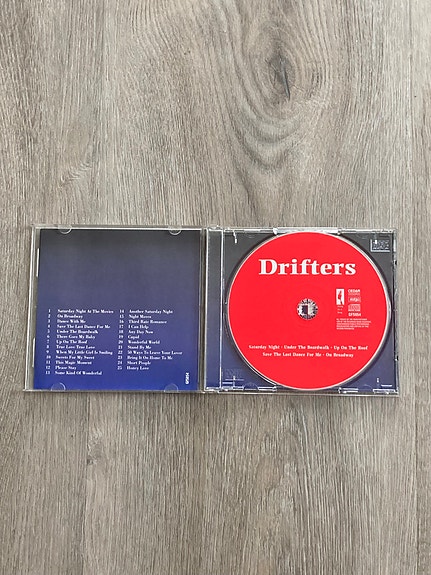 1 Saturday Night At The Movies
2 On Broadway
3 Dance With Me
4 Save The Last Dance For Me
5 Under The Boardwalk
6 There Goes My Baby
7 Up On The Roof
8 True Love True Love
9 When My Little Girl Is Smiling
10 Sweets For My Sweet
11 This Magic Moment
12 Please Stay
13 Some Kind Of Wonderful
14 Another Saturday Night
15 Night Moves
16 Third Rate Romance
17 I Can Help
18 Any Day Now
19 Cupid
20 Wonderful World
21 Stand By Me
22 50 Ways To Leave Your Lover
23 Bring It On Home To Me
24 Short People
25 Honey Love
Drifters
Saturday Night · Under The Boardwalk · Up On The Roof
Save The Last Dance For Me · On Broadway